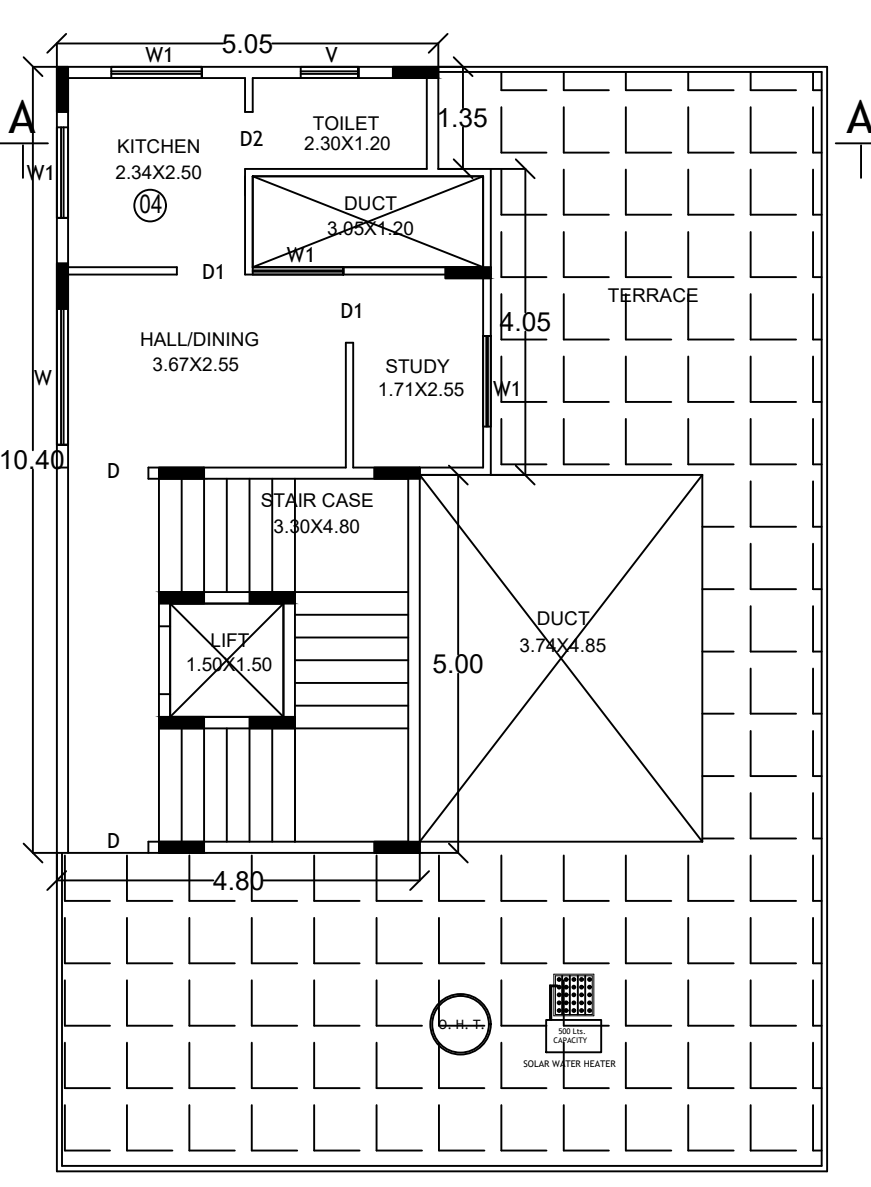 5.05
W1
V
A
A
1.35
TOILET
2.30X1.20
D2
KITCHEN
2.34X2.50
W1
04
DUCT
3.05X1.20
W1
D1
TERRACE
D1
4.05
HALL/DINING
3.67X2.55
STUDY
1.71X2.55
W
W1
10.40
D
STAIR CASE
3.30X4.80
DUCT
3.74X4.85
LIFT
1.50X1.50
5.00
D
4.80
O. H. T.
500 Lts.
CAPACITY
SOLAR WATER HEATER